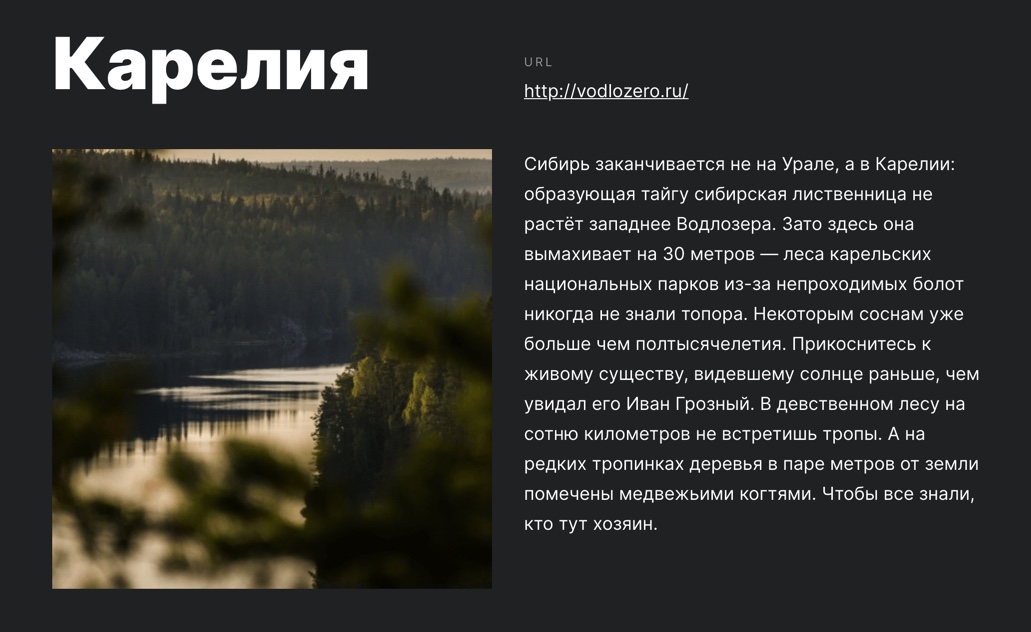 Карелия
URL
http://vodlozero.ru/
Сибирь заканчивается не на Урале, а в Карелии:
образующая тайгу сибирская лиственница не
растёт западнее Водлозера. Зато здесь она
вымахивает на 30 метров — леса карельских
национальных парков из-за непроходимых болот
никогда не знали топора. Некоторым соснам уже
больше чем полтысячелетия. Прикоснитесь к
живому существу, видевшему солнце раньше, чем
увидал его Иван Грозный. В девственном лесу на
сотню километров не встретишь тропы. А на
редких тропинках деревья в паре метров от земли
помечены медвежьими когтями. Чтобы все знали,
кто тут хозяин.